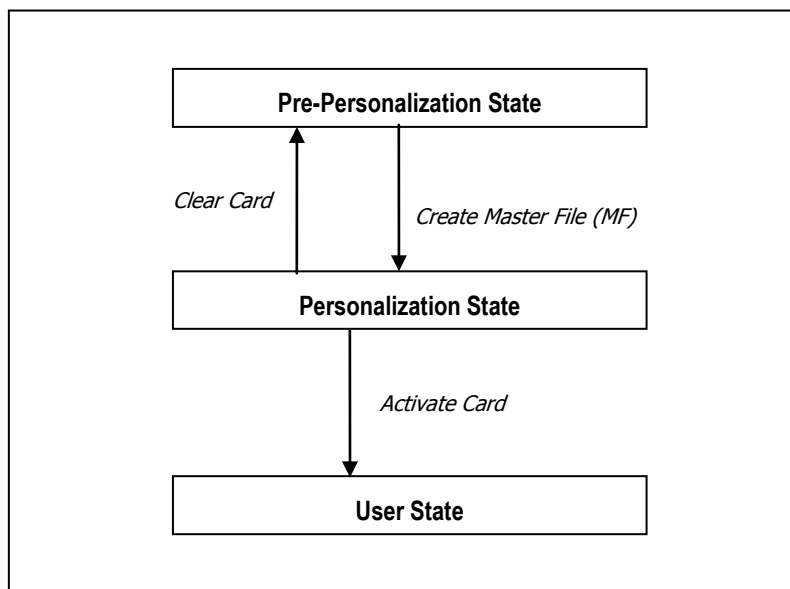 Pre-Personalization State
Clear Card
Create Master File (MF)
Personalization State
Activate Card
User State